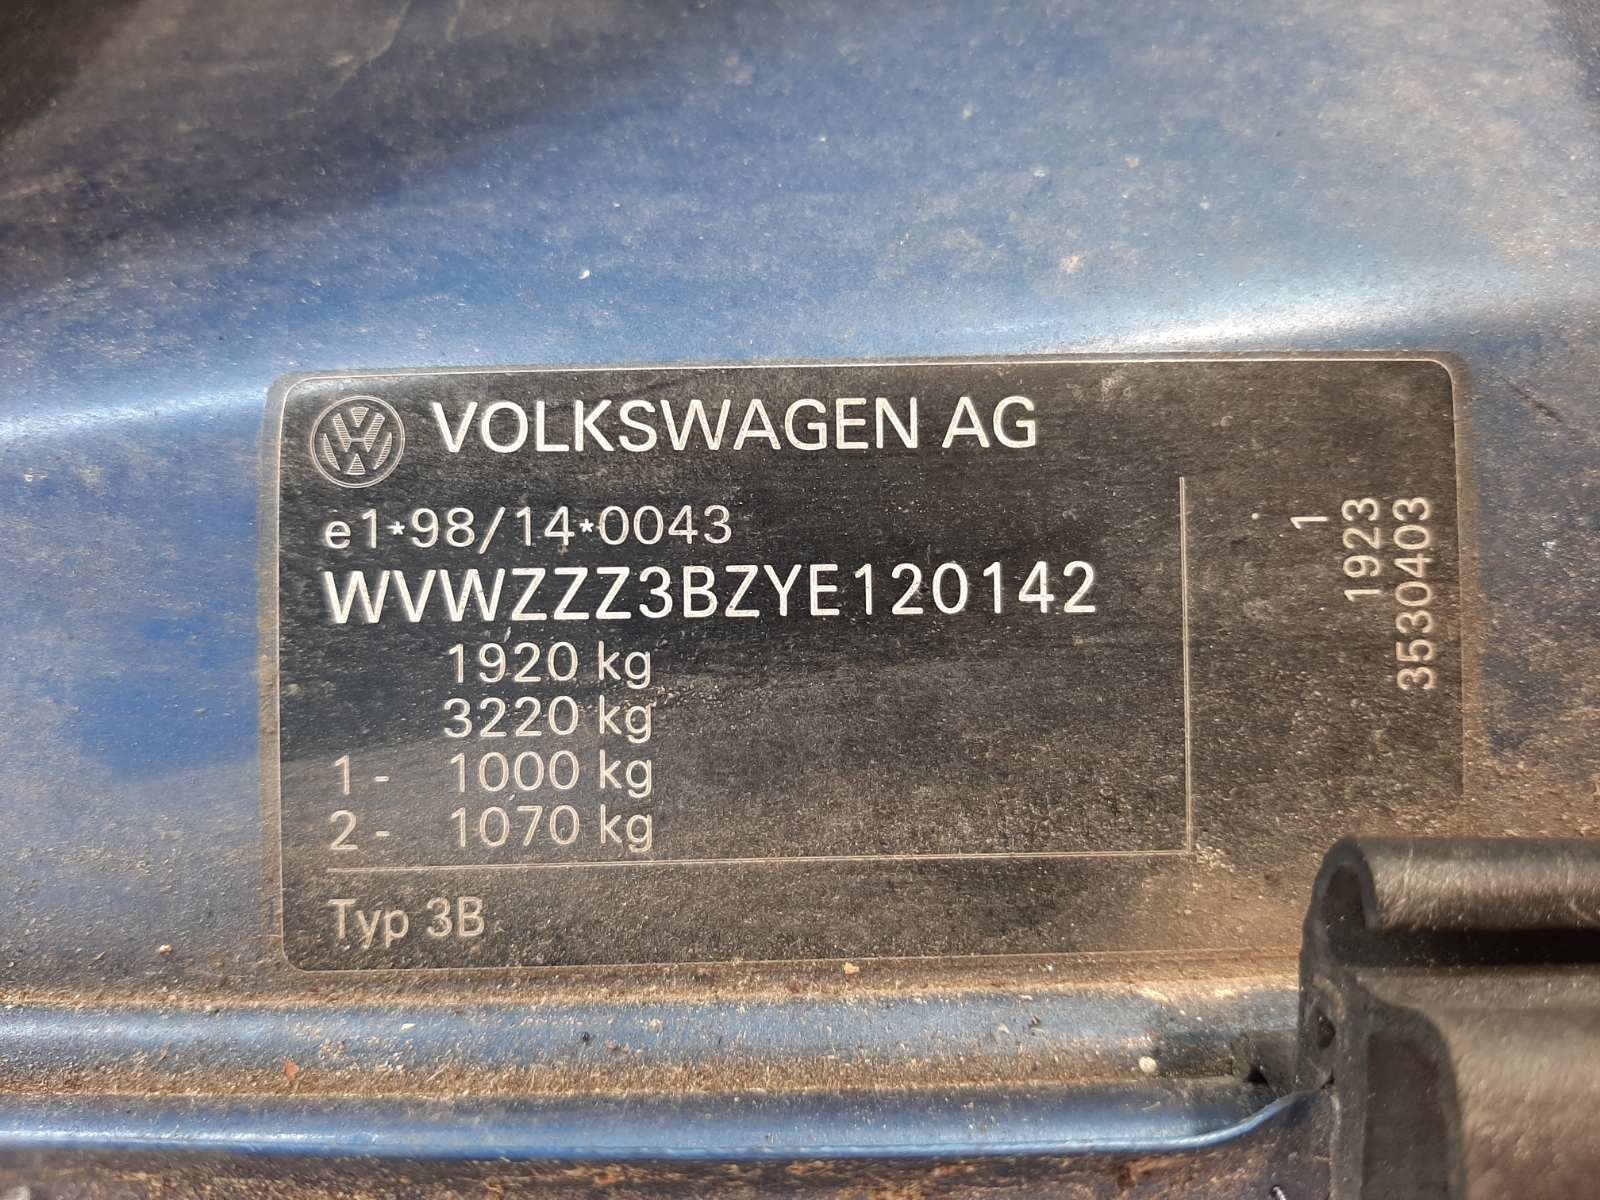 VOLKSWAGEN AG
e1*98/14*0043
WVWZZZ3BZYE120142
1920 kg
3220 kg
1- 1000 kg
2- 1070 kg
Typ 3B
1
1923
35304403